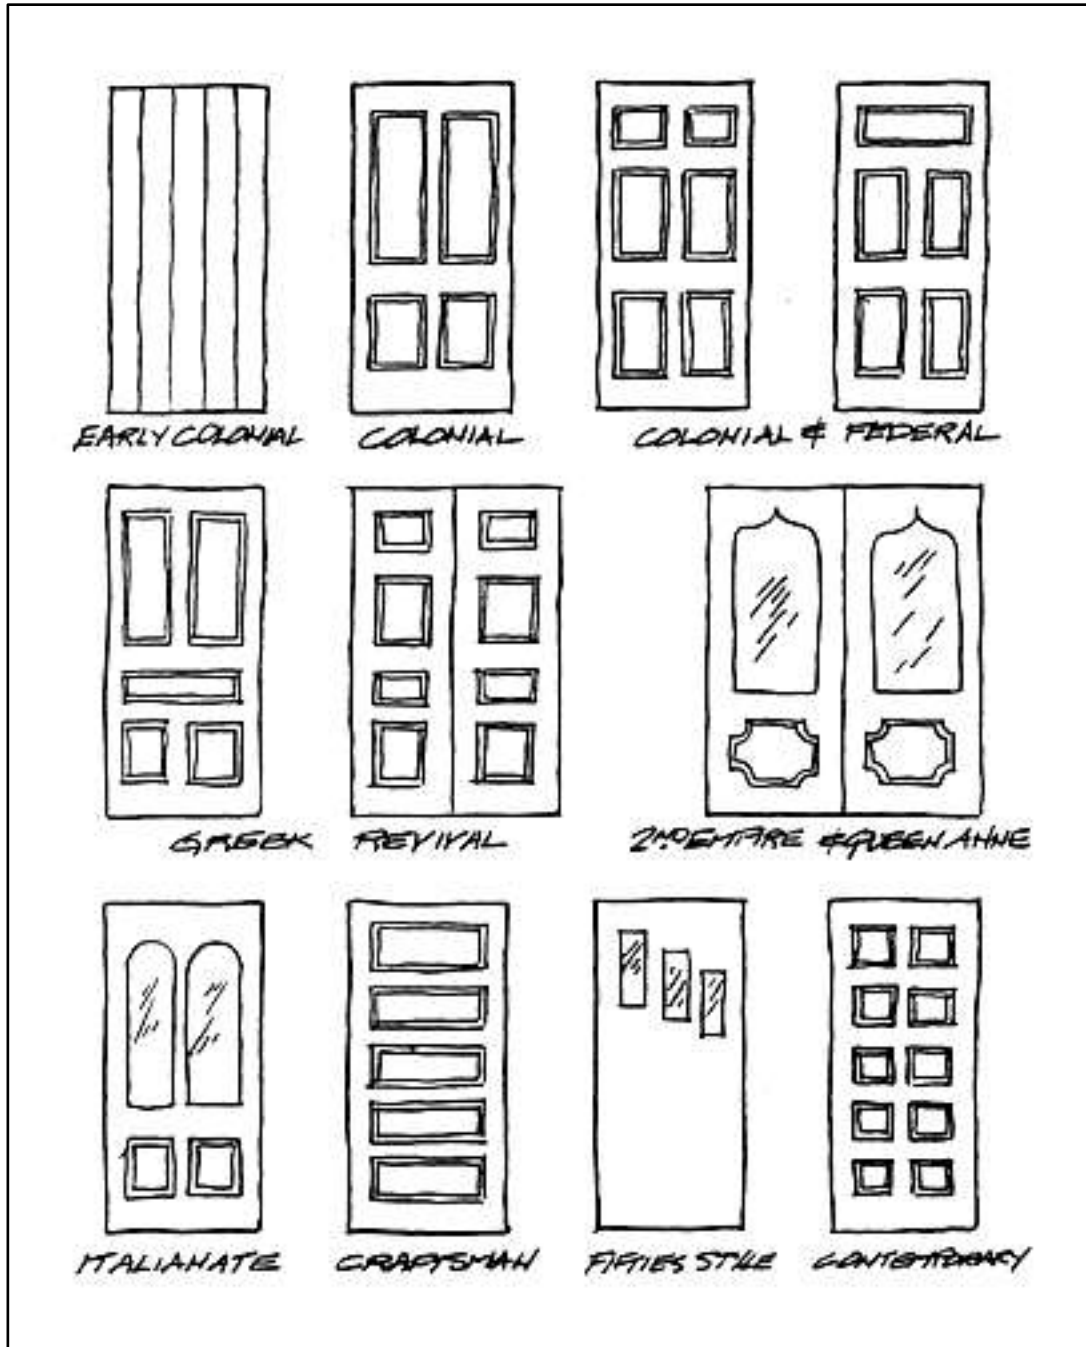 EARLY COLONIAL
COLONIAL
COLONIAL & FEDERAL
GREEK REVIVAL
2ND EMPIRE & QUEEN ANNE
ITALIANATE
CRAFTSMAN
FIFTIES STYLE
CONTEMPORARY